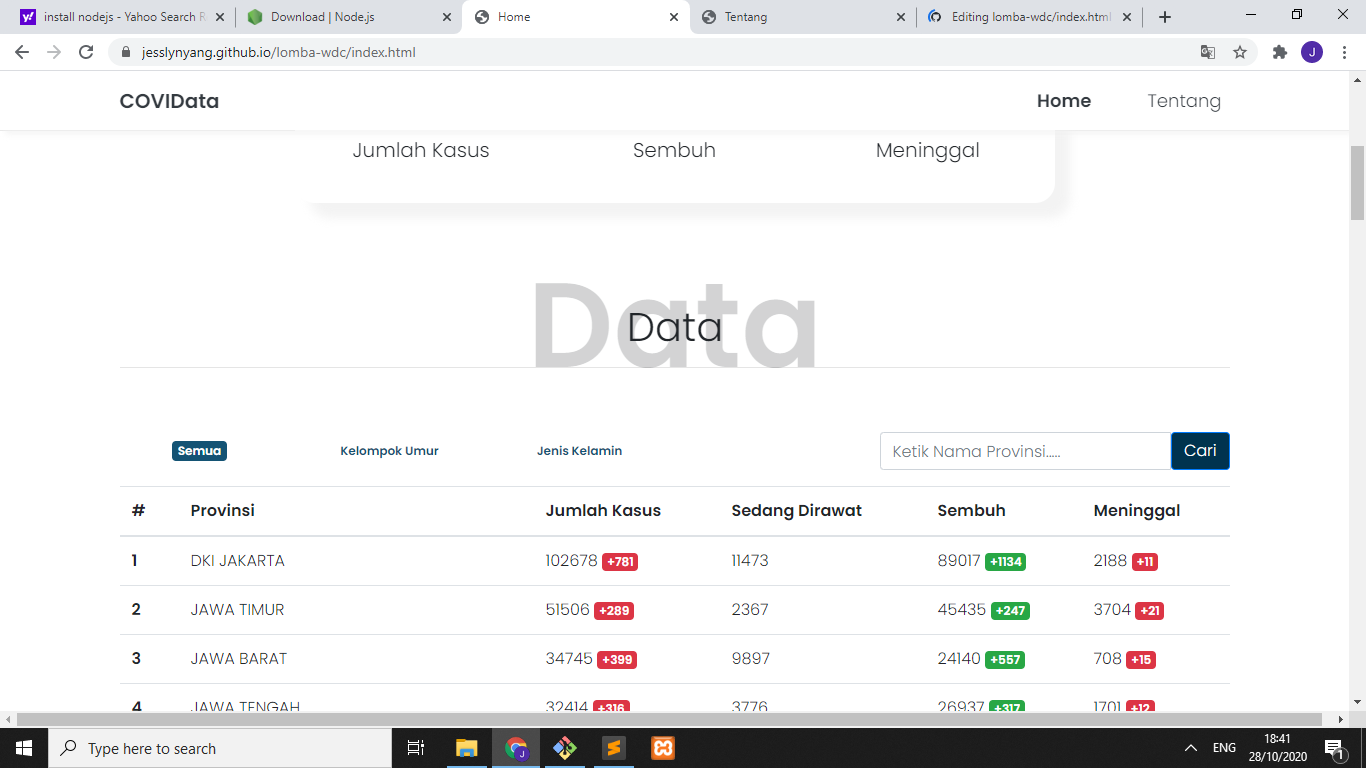 install nodejs - Yahoo Search R
Download | Node.js
Home
Tentang
Editing lomba-wdc/index.html
jesslynyang.github.io/lomba-wdc/index.html
J
COVIData
Home
Tentang
Jumlah Kasus
Sembuh
Meninggal
Data
Data
Semua
Kelompok Umur
Jenis Kelamin
Ketik Nama Provinsi.....
Cari
# Provinsi Jumlah Kasus Sedang Dirawat Sembuh Meninggal
1 DKI JAKARTA 102678 +781 11473 89017 +1134 2188 +11
2 JAWA TIMUR 51506 +289 2367 45435 +247 3704 +21
3 JAWA BARAT 34745 +399 9897 24140 +557 708 +15
4 JAWA TENGAH 32414 +316 3776 26937 +317 1701 +12
Type here to search
J
ENG
18:41
28/10/2020
1